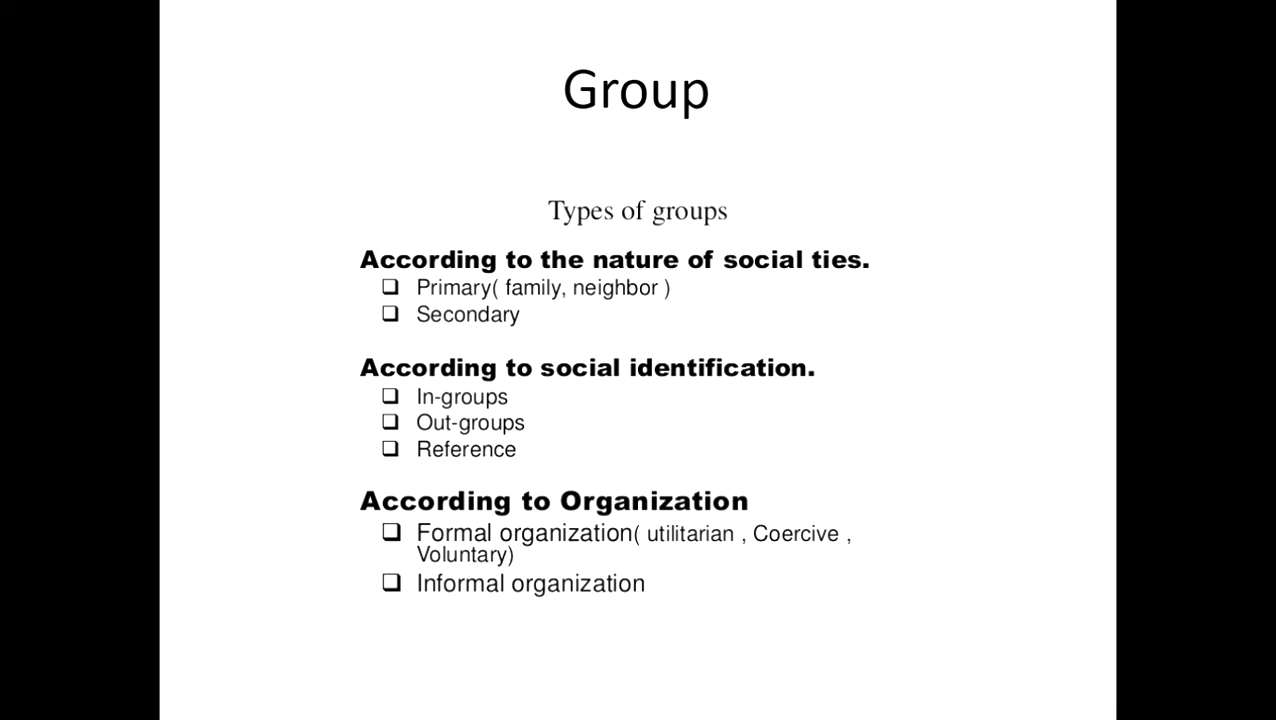 Group
Types of groups
According to the nature of social ties.
❑ Primary( family, neighbor )
❑ Secondary
According to social identification.
❑ In-groups
❑ Out-groups
❑ Reference
According to Organization
❑ Formal organization( utilitarian , Coercive ,
Voluntary)
❑ Informal organization